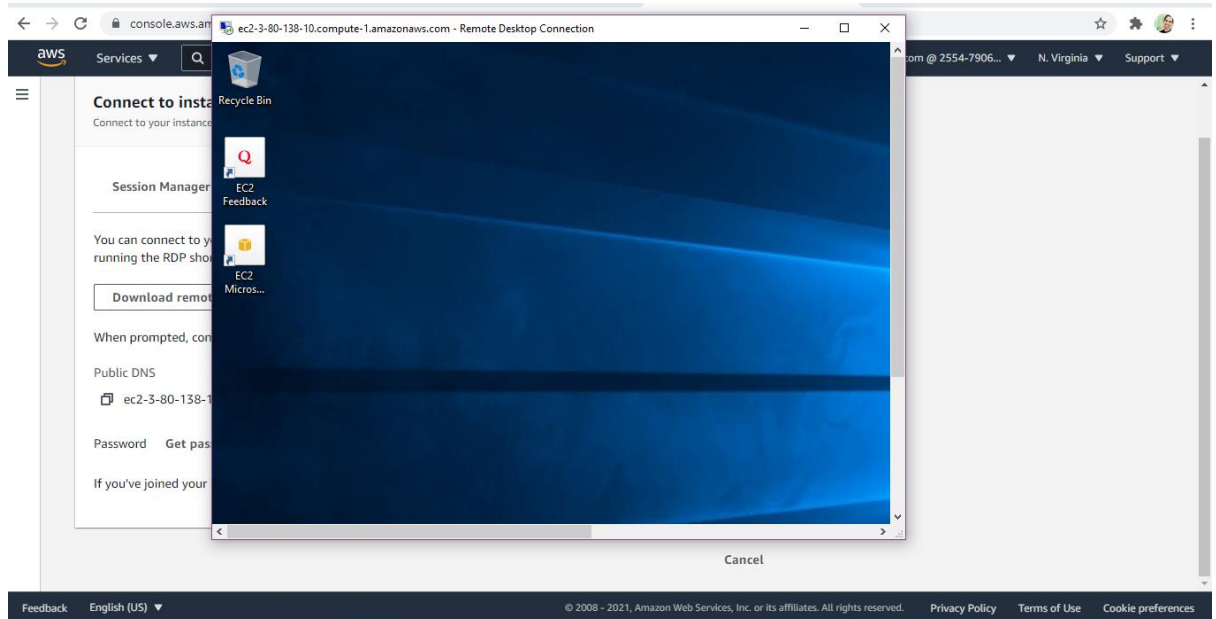 console.aws.am
ec2-3-80-138-10.compute-1.amazonaws.com - Remote Desktop Connection
aws
Services
com @ 2554-7906...
N. Virginia
Support
Connect to insta
Connect to your instance
Session Manager
You can connect to y
running the RDP sho
Download remot
When prompted, con
Public DNS
ec2-3-80-138-1
Password Get pas
If you've joined your
Recycle Bin
Q
EC2
Feedback
EC2
Micros...
Cancel
Feedback
English (US)
© 2008 - 2021, Amazon Web Services, Inc. or its affiliates. All rights reserved.
Privacy Policy
Terms of Use
Cookie preferences